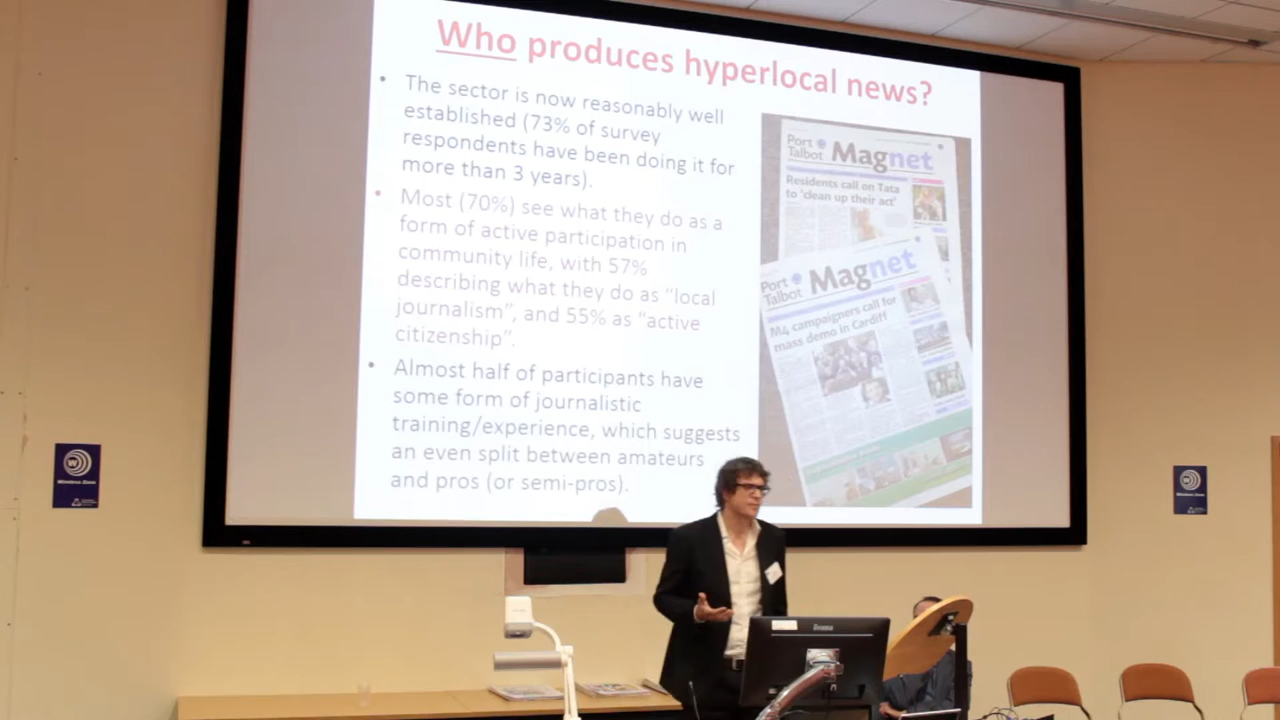 Who produces hyperlocal news?
• The sector is now reasonably well
established (73% of survey
respondents have been doing it for
more than 3 years).
• Most (70%) see what they do as a
form of active participation in
community life, with 57%
describing what they do as “local
journalism”, and 55% as “active
citizenship”.
• Almost half of participants have
some form of journalistic
training/experience, which suggests
an even split between amateurs
and pros (or semi-pros).
Port
Talbot
Magnet
Residents call on Tata
to 'clean up their act'
Port
Talbot
Magnet
M4 campaigners call for
mass demo in Cardiff
W
Wireless Zone
Wireless Zone
iiyama